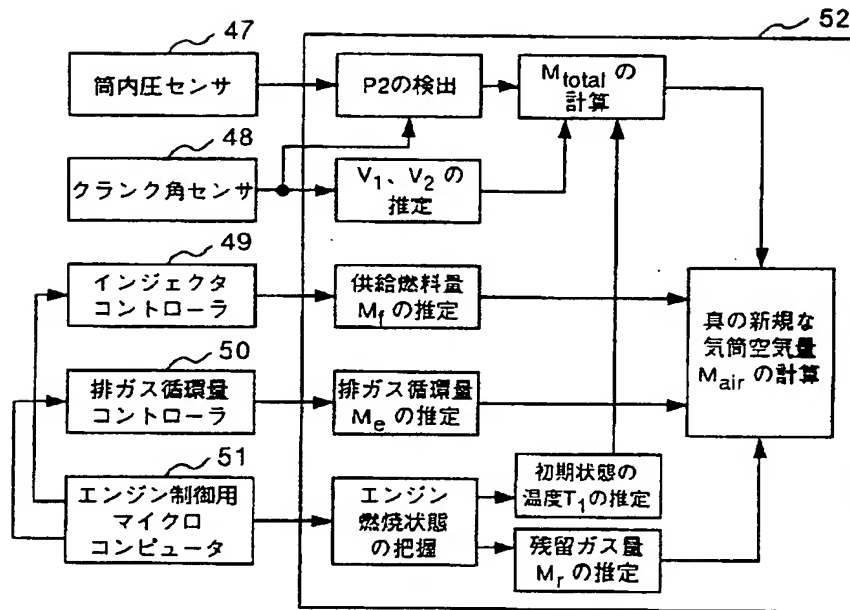 47
筒内圧センサ
48
クランク角センサ
49
インジェクタ
コントローラ
50
排ガス循環量
コントローラ
51
エンジン制御用
マイクロ
コンピュータ
52
P2の検出
Mtotal の
計算
V1、V2 の
推定
供給燃料量
Mf の推定
排ガス循環量
Me の推定
エンジン
燃焼状態
の把握
初期状態の
温度T1の推定
残留ガス量
Mr の推定
真の新規な
気筒空気量
Mair の計算